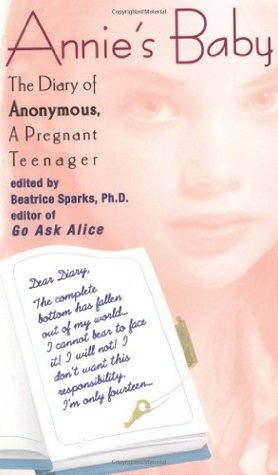 Annie's Baby
The Diary of
Anonymous,
A Pregnant
Teenager
edited by
Beatrice Sparks, Ph.D.
editor of
Go Ask Alice
Dear Diary,
The complete
bottom has fallen
out of my world...
I cannot bear to face
it! I will not! I
don't want this
responsibility.
I'm only fourteen...
Copyrighted Material